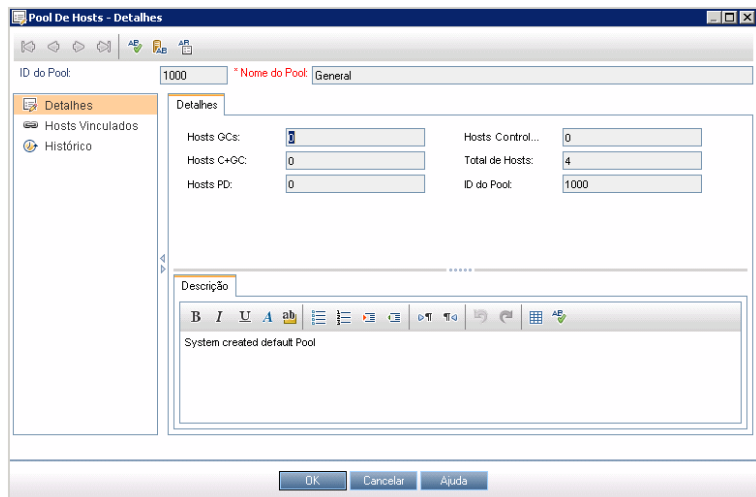 Pool De Hosts - Detalhes
ID do Pool: 1000 * Nome do Pool: General
Detalhes
Hosts Vinculados
Histórico
Detalhes
Hosts GCs: 0 Hosts Control... 0
Hosts C+GC: 0 Total de Hosts: 4
Hosts PD: 0 ID do Pool: 1000
Descrição
B I U A ab
System created default Pool
OK Cancelar Ajuda